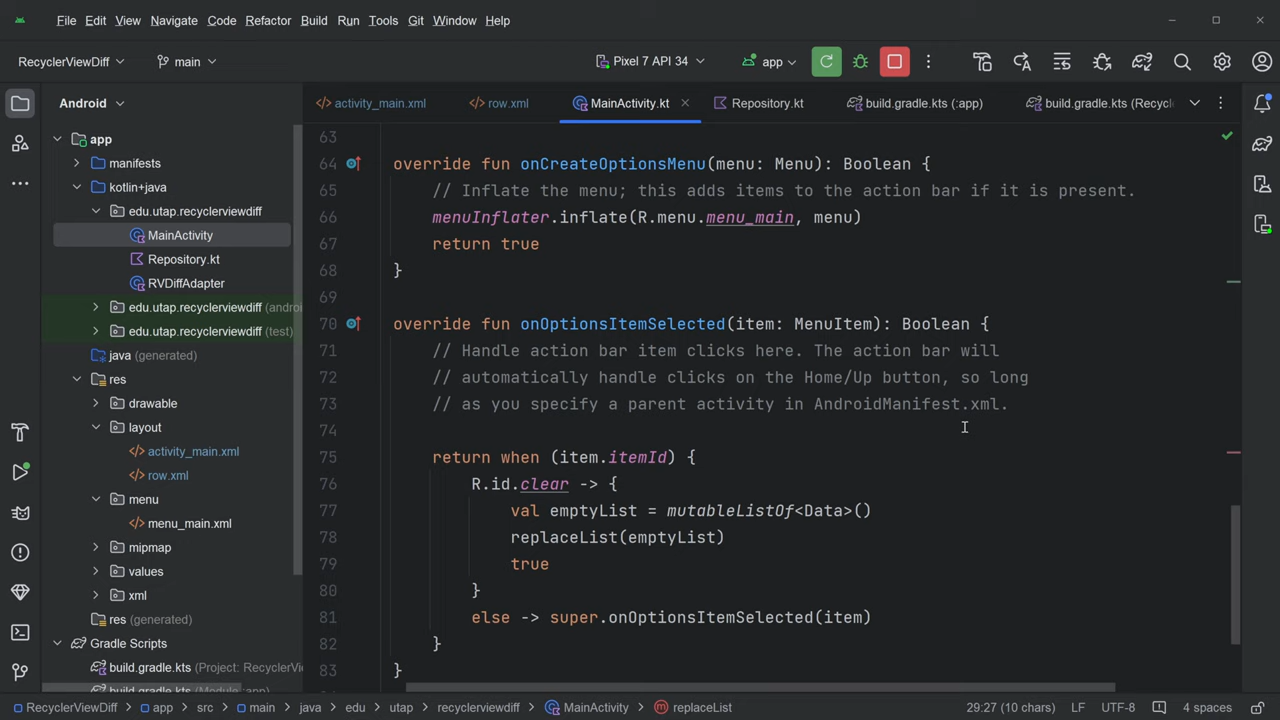 File Edit View Navigate Code Refactor Build Run Tools Git Window Help
RecyclerViewDiff main Pixel 7 API 34 app
Android
activity_main.xml row.xml MainActivity.kt Repository.kt build.gradle.kts (:app) build.gradle.kts (Recycl
app
manifests
kotlin+java
edu.utap.recyclerviewdiff
MainActivity
Repository.kt
RVDiffAdapter
edu.utap.recyclerviewdiff (andro
edu.utap.recyclerviewdiff (test)
java (generated)
res
drawable
layout
activity_main.xml
row.xml
menu
menu_main.xml
mipmap
values
xml
res (generated)
Gradle Scripts
build.gradle.kts (Project: RecyclerVi
build.gradle.kts (Module :app)
63
64 override fun onCreateOptionsMenu(menu: Menu): Boolean {
65 // Inflate the menu; this adds items to the action bar if it is present.
66 menuInflater.inflate(R.menu.menu_main, menu)
67 return true
68 }
69
70 override fun onOptionsItemSelected(item: MenuItem): Boolean {
71 // Handle action bar item clicks here. The action bar will
72 // automatically handle clicks on the Home/Up button, so long
73 // as you specify a parent activity in AndroidManifest.xml.
74
75 return when (item.itemId) {
76 R.id.clear -> {
77 val emptyList = mutableListOf<Data>()
78 replaceList(emptyList)
79 true
80 }
81 else -> super.onOptionsItemSelected(item)
82 }
83 }
RecyclerViewDiff app src main java edu utap recyclerviewdiff MainActivity replaceList 29:27 (10 chars) LF UTF-8 4 spaces